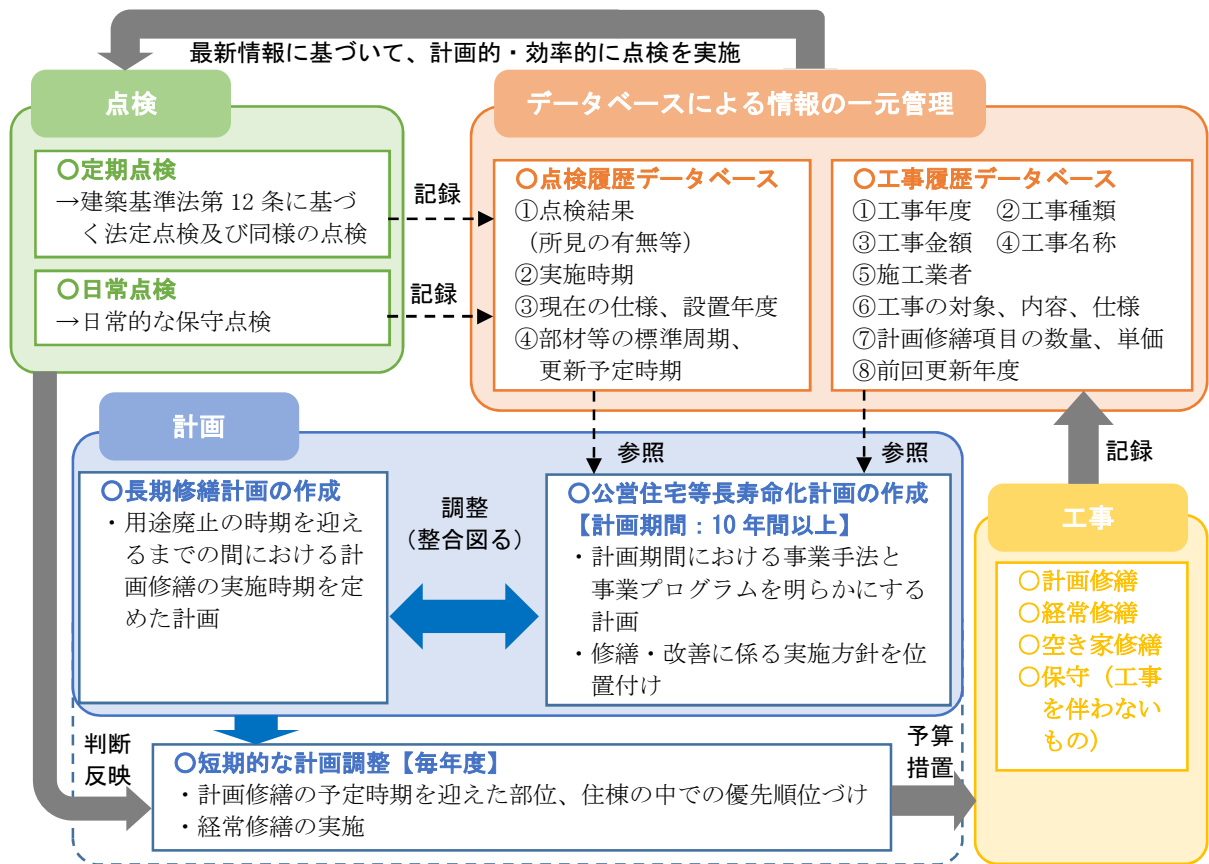 最新情報に基づいて、計画的・効率的に点検を実施
点検
〇定期点検
→建築基準法第12条に基づ
く法定点検及び同様の点検
〇日常点検
→日常的な保守点検
記録
記録
データベースによる情報の一元管理
〇点検履歴データベース
①点検結果
（所見の有無等）
②実施時期
③現在の仕様、設置年度
④部材等の標準周期、
更新予定時期
〇工事履歴データベース
①工事年度　②工事種類
③工事金額　④工事名称
⑤施工業者
⑥工事の対象、内容、仕様
⑦計画修繕項目の数量、単価
⑧前回更新年度
参照
参照
記録
計画
〇長期修繕計画の作成
・用途廃止の時期を迎え
るまでの間における計
画修繕の実施時期を定
めた計画
調整
（整合図る）
〇公営住宅等長寿命化計画の作成
【計画期間：10年間以上】
・計画期間における事業手法と
事業プログラムを明らかにする
計画
・修繕・改善に係る実施方針を位
置付け
判断
反映
〇短期的な計画調整【毎年度】
・計画修繕の予定時期を迎えた部位、住棟の中での優先順位づけ
・経常修繕の実施
予算
措置
工事
〇計画修繕
〇経常修繕
〇空き家修繕
〇保守（工事
を伴わない
もの）